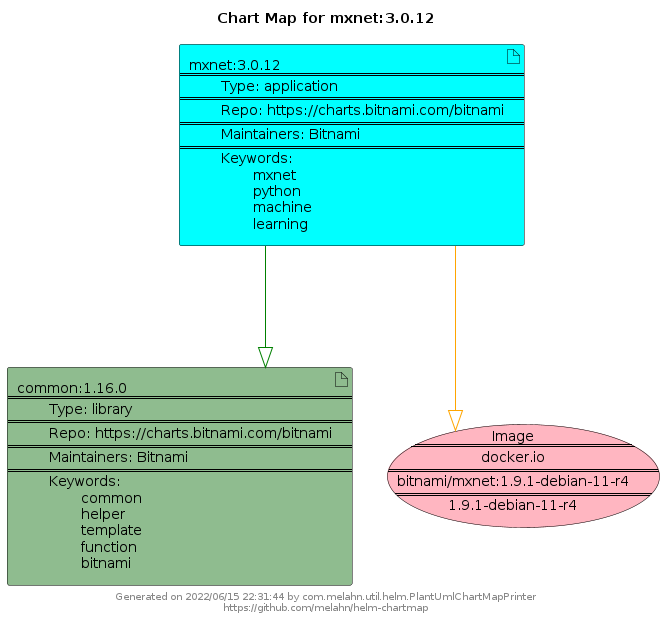 Chart Map for mxnet:3.0.12
mxnet:3.0.12
Type: application
Repo: https://charts.bitnami.com/bitnami
Maintainers: Bitnami
Keywords:
mxnet
python
machine
learning
common:1.16.0
Type: library
Repo: https://charts.bitnami.com/bitnami
Maintainers: Bitnami
Keywords:
common
helper
template
function
bitnami
Image
docker.io
bitnami/mxnet:1.9.1-debian-11-r4
1.9.1-debian-11-r4
Generated on 2022/06/15 22:31:44 by com.melahn.util.helm.PlantUmlChartMapPrinter
https://github.com/melahn/helm-chartmap